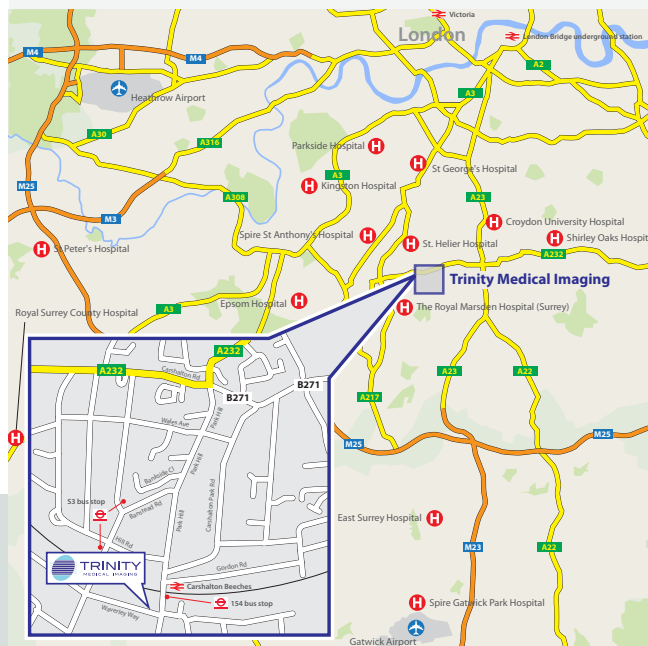 Victoria
London
London Bridge underground station
M4
M4
A2
Heathrow Airport
A3
A30
A316
Parkside Hospital
St George's Hospital
A3
M25
Kingston Hospital
A308
A23
M3
Croydon University Hospital
Spire St Anthony's Hospital
Shirley Oaks Hospit
St. Helier Hospital
St Peter's Hospital
A232
Trinity Medical Imaging
Epsom Hospital
A3
The Royal Marsden Hospital (Surrey)
Royal Surrey County Hospital
A232
A232
Carshalton Rd
B271
B271
A23
A22
A217
Park Hill
Wales Ave
M25
M25
Park Hill
Bankside Cl
Carshalton Park Rd
S3 bus stop
Banstead Rd
Park Hill
East Surrey Hospital
Hill Rd
M23
A22
TRINITY
MEDICAL IMAGING
Gordon Rd
Carshalton Beeches
154 bus stop
Waverley Way
Spire Gatwick Park Hospital
Gatwick Airport
H
H
H
H
H
H
H
H
H
H
H
H
H
H